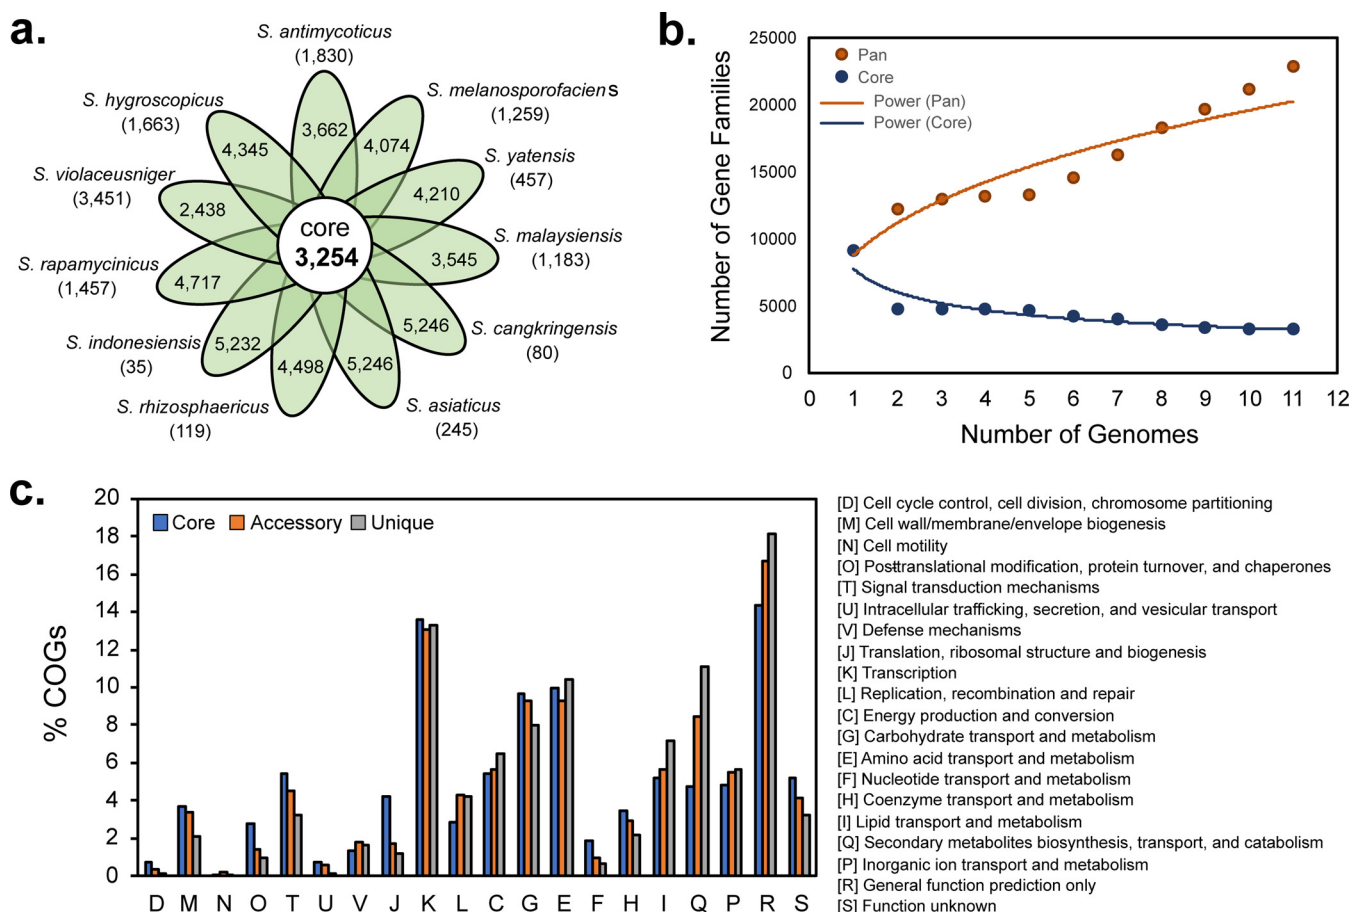 a.
S. antimycoticus
(1,830)
S. melanosporofaciens
(1,259)
S. yatensis
(457)
S. malaysiensis
(1,183)
S. cangkringensis
(80)
S. asiaticus
(245)
S. rhizosphaericus
(119)
S. indonesiensis
(35)
S. rapamycinicus
(1,457)
S. violaceusniger
(3,451)
S. hygroscopicus
(1,663)
3,662
4,074
4,210
3,545
5,246
5,246
4,498
5,232
4,717
2,438
4,345
core
3,254
b.
Number of Gene Families
25000
20000
15000
10000
5000
0
Pan
Core
Power (Pan)
Power (Core)
0 1 2 3 4 5 6 7 8 9 10 11 12
Number of Genomes
c.
% COGs
20
18
16
14
12
10
8
6
4
2
0
Core Accessory Unique
D M N O T U V J K L C G E F H I Q P R S
[D] Cell cycle control, cell division, chromosome partitioning
[M] Cell wall/membrane/envelope biogenesis
[N] Cell motility
[O] Posttranslational modification, protein turnover, and chaperones
[T] Signal transduction mechanisms
[U] Intracellular trafficking, secretion, and vesicular transport
[V] Defense mechanisms
[J] Translation, ribosomal structure and biogenesis
[K] Transcription
[L] Replication, recombination and repair
[C] Energy production and conversion
[G] Carbohydrate transport and metabolism
[E] Amino acid transport and metabolism
[F] Nucleotide transport and metabolism
[H] Coenzyme transport and metabolism
[I] Lipid transport and metabolism
[Q] Secondary metabolites biosynthesis, transport, and catabolism
[P] Inorganic ion transport and metabolism
[R] General function prediction only
[S] Function unknown